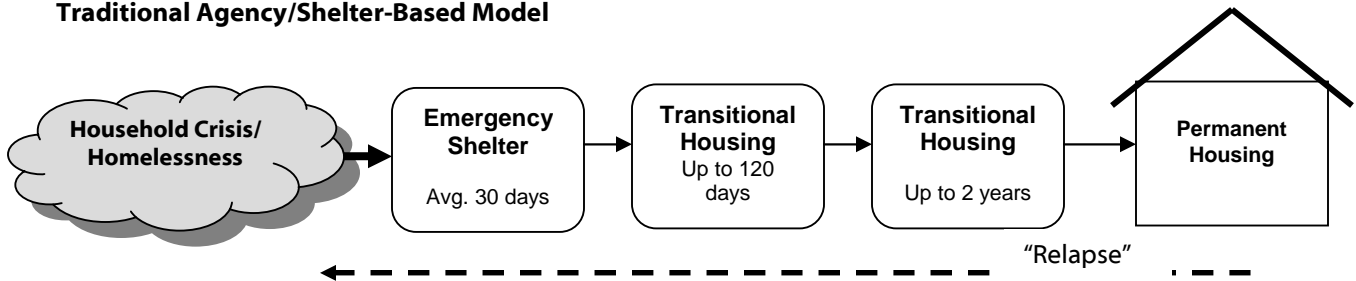 Traditional Agency/Shelter-Based Model
Household Crisis/
Homelessness
Emergency
Shelter
Avg. 30 days
Transitional
Housing
Up to 120
days
Transitional
Housing
Up to 2 years
Permanent
Housing
“Relapse”